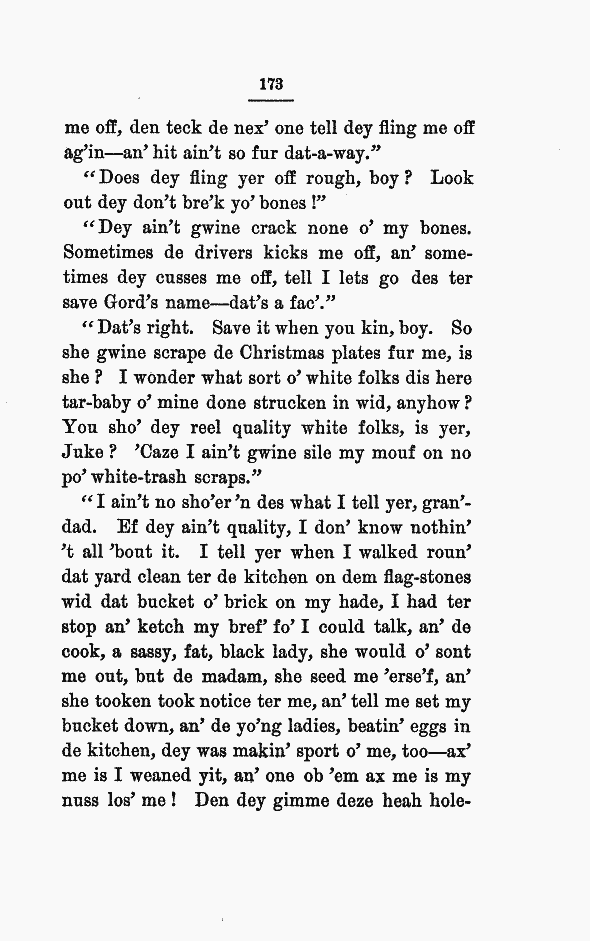 173
me off, den teck de nex' one tell dey fling me off
ag'in—an' hit ain't so fur dat-a-way."
"Does dey fling yer off rough, boy? Look
out dey don't bre'k yo' bones!"
"Dey ain't gwine crack none o' my bones.
Sometimes de drivers kicks me off, an' some-
times dey cusses me off, tell I lets go des ter
save Gord's name—dat's a fac'."
"Dat's right. Save it when you kin, boy. So
she gwine scrape de Christmas plates fur me, is
she? I wonder what sort o' white folks dis here
tar-baby o' mine done strucken in wid, anyhow?
You sho' dey reel quality white folks, is yer,
Juke? 'Caze I ain't gwine sile my mouf on no
po' white-trash scraps."
"I ain't no sho'er 'n des what I tell yer, gran'-
dad. Ef dey ain't quality, I don' know nothin'
't all 'bout it. I tell yer when I walked roun'
dat yard clean ter de kitchen on dem flag-stones
wid dat bucket o' brick on my hade, I had ter
stop an' ketch my bref' fo' I could talk, an' de
cook, a sassy, fat, black lady, she would o' sont
me out, but de madam, she seed me 'erse'f, an'
she tooken took notice ter me, an' tell me set my
bucket down, an' de yo'ng ladies, beatin' eggs in
de kitchen, dey was makin' sport o' me, too—ax'
me is I weaned yit, an' one ob 'em ax me is my
nuss los' me! Den dey gimme deze heah hole-